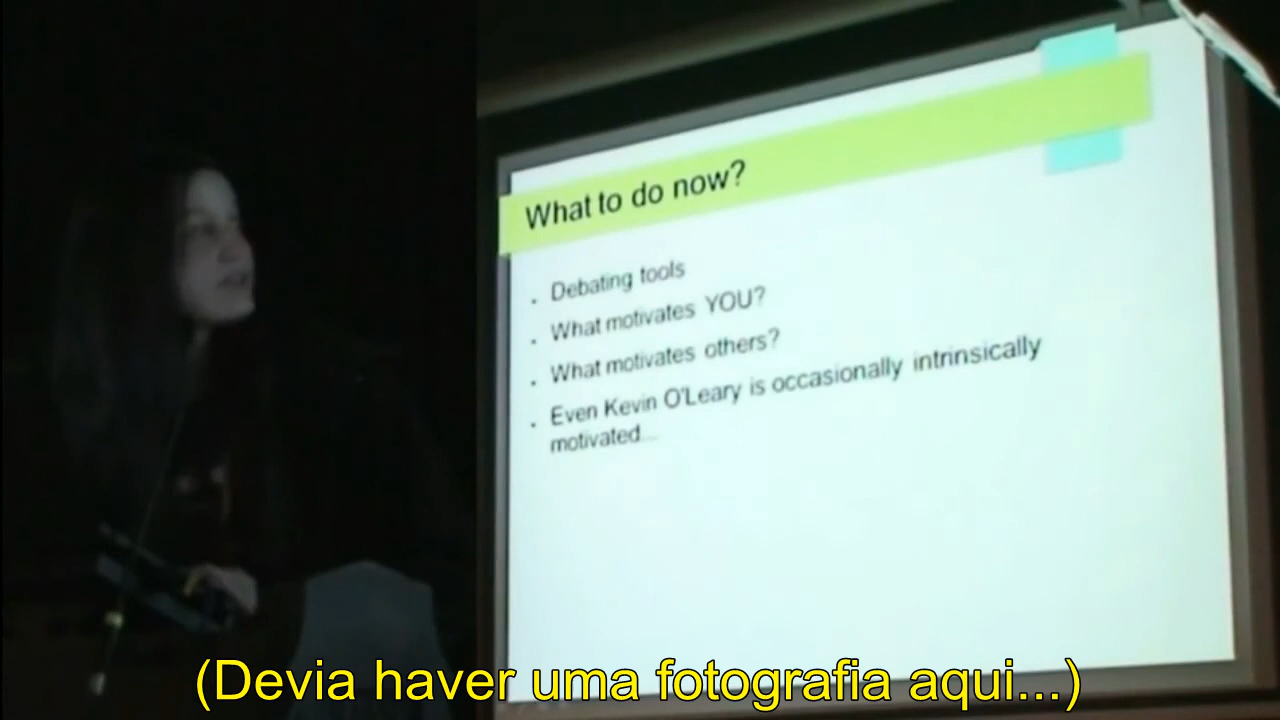 What to do now?
• Debating tools
• What motivates YOU?
• What motivates others?
• Even Kevin O'Leary is occasionally intrinsically
motivated...
(Devia haver uma fotografia aqui...)